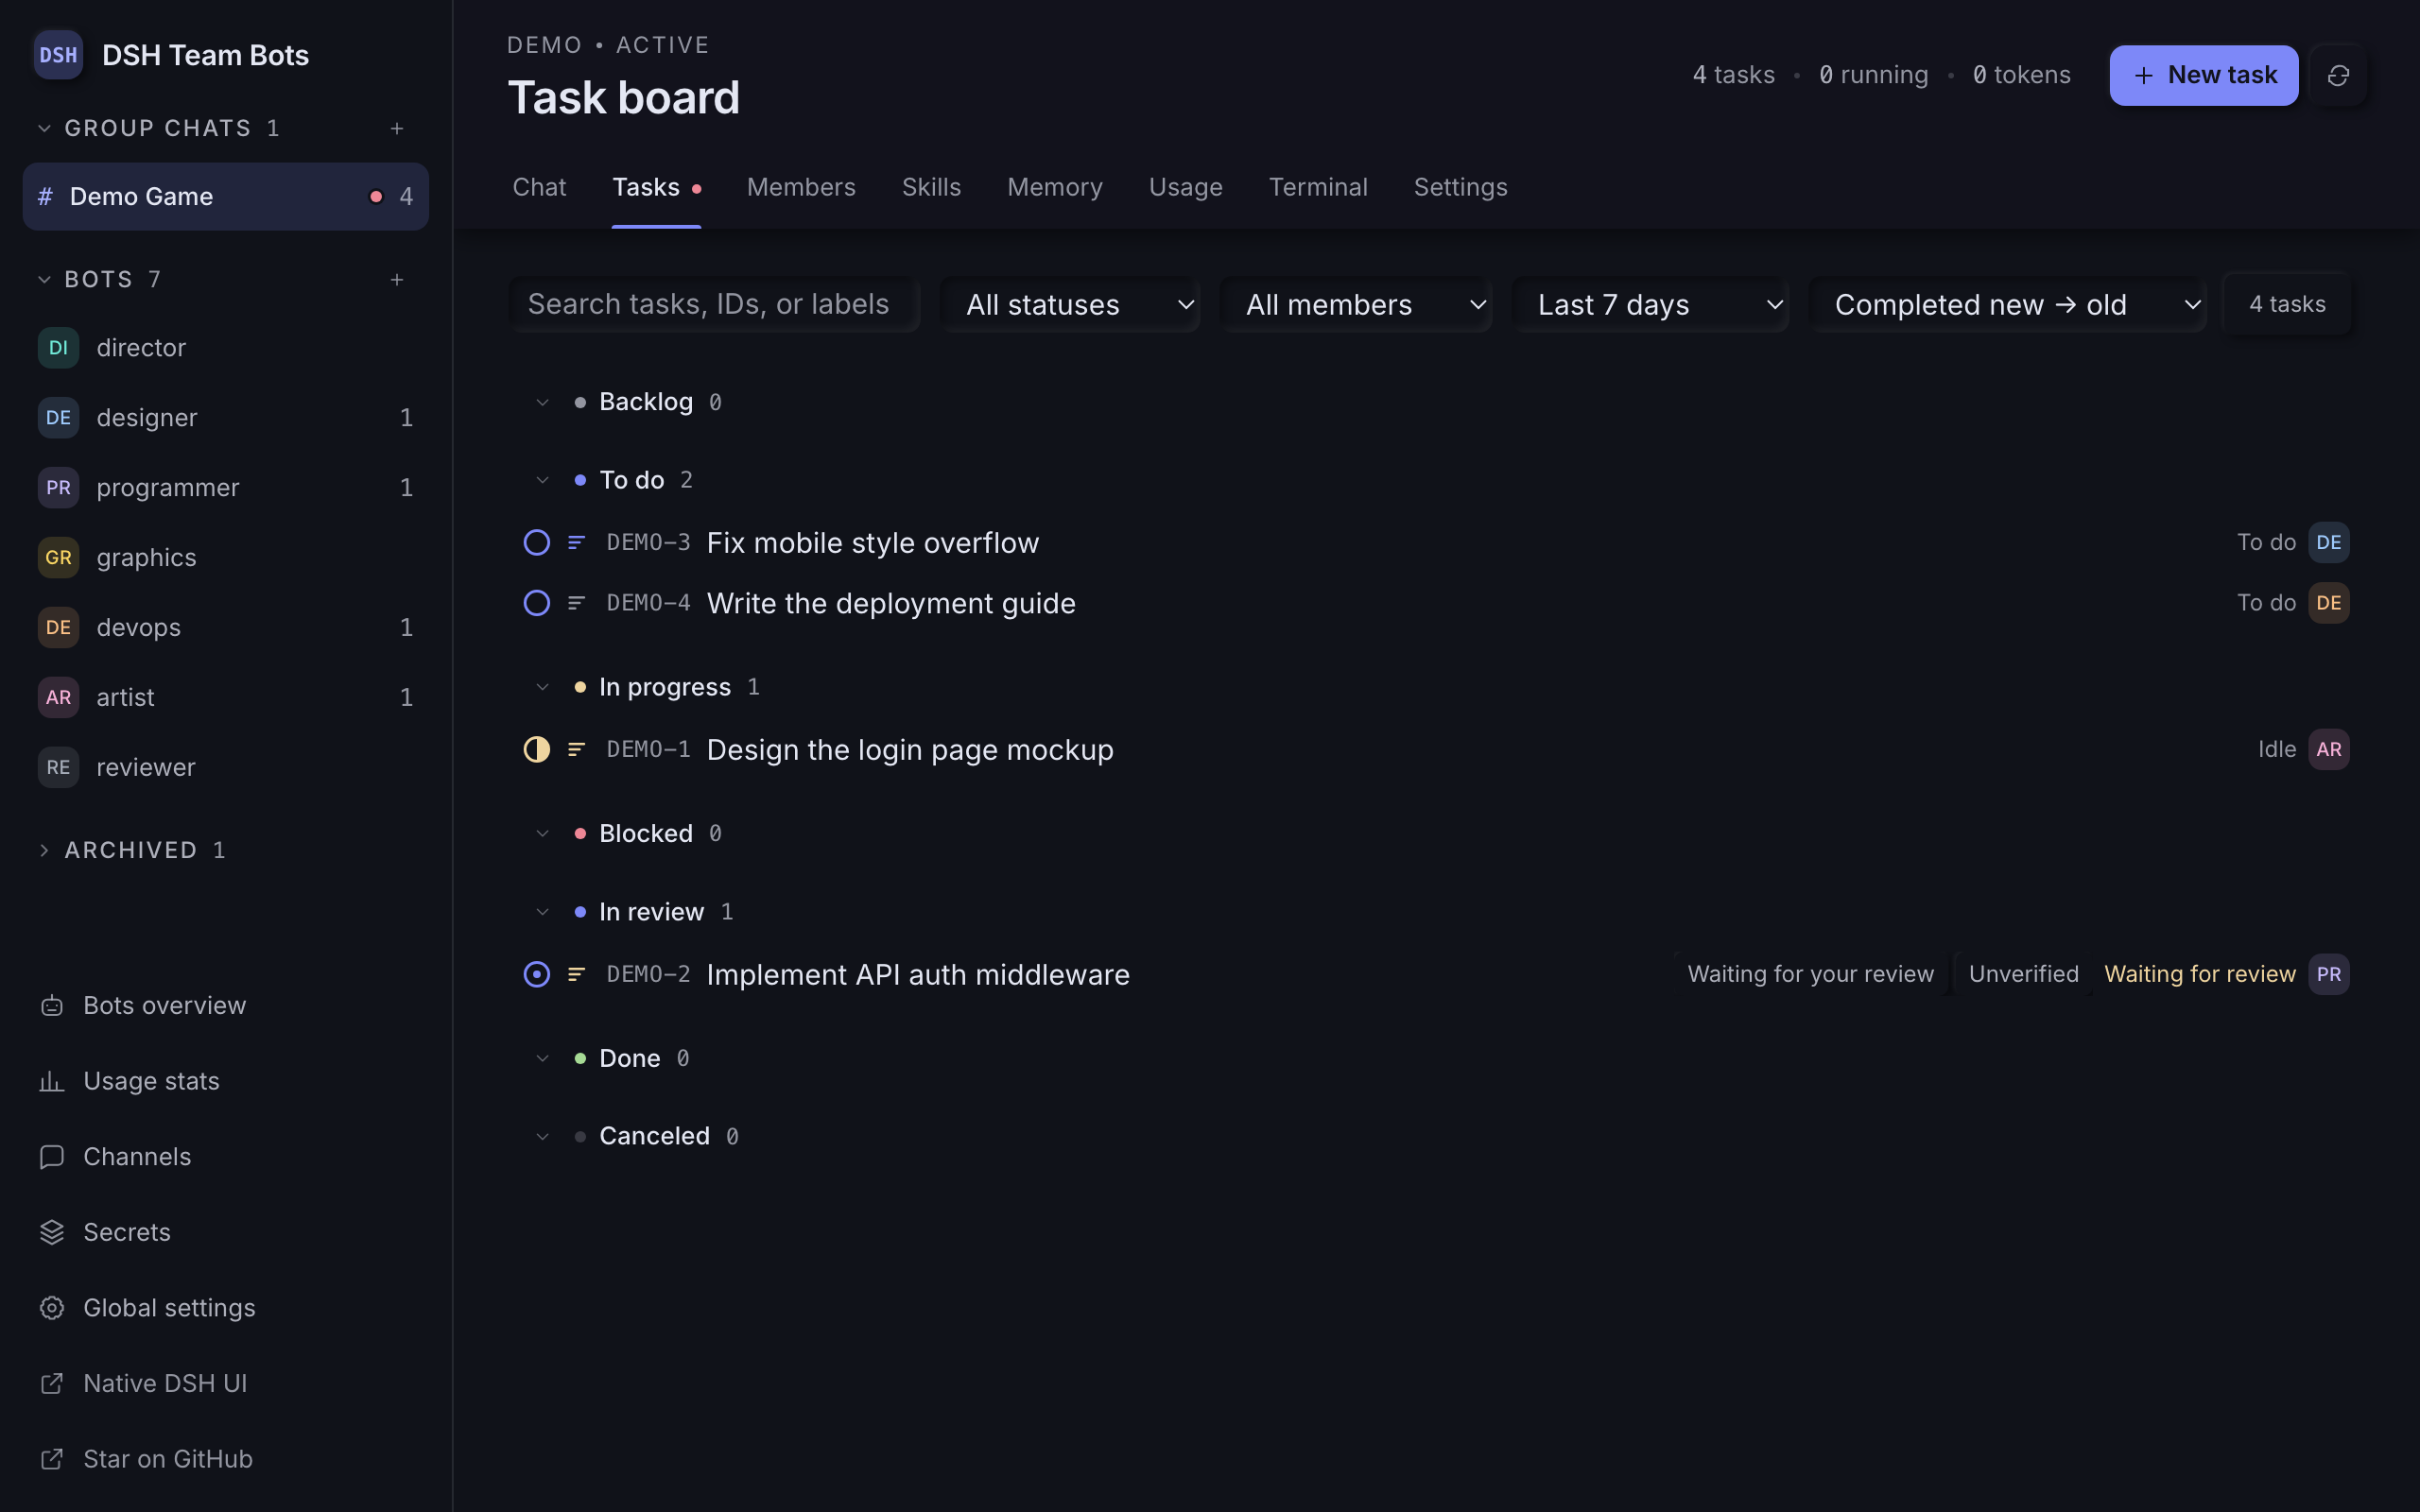 DSH DSH Team Bots
GROUP CHATS 1 +
# Demo Game 4
BOTS 7 +
DI director
DE designer 1
PR programmer 1
GR graphics
DE devops 1
AR artist 1
RE reviewer
ARCHIVED 1
Bots overview
Usage stats
Channels
Secrets
Global settings
Native DSH UI
Star on GitHub
DEMO • ACTIVE
Task board
4 tasks • 0 running • 0 tokens
+ New task
Chat Tasks Members Skills Memory Usage Terminal Settings
Search tasks, IDs, or labels All statuses All members Last 7 days Completed new → old 4 tasks
Backlog 0
To do 2
DEMO-3 Fix mobile style overflow To do DE
DEMO-4 Write the deployment guide To do DE
In progress 1
DEMO-1 Design the login page mockup Idle AR
Blocked 0
In review 1
DEMO-2 Implement API auth middleware Waiting for your review Unverified Waiting for review PR
Done 0
Canceled 0